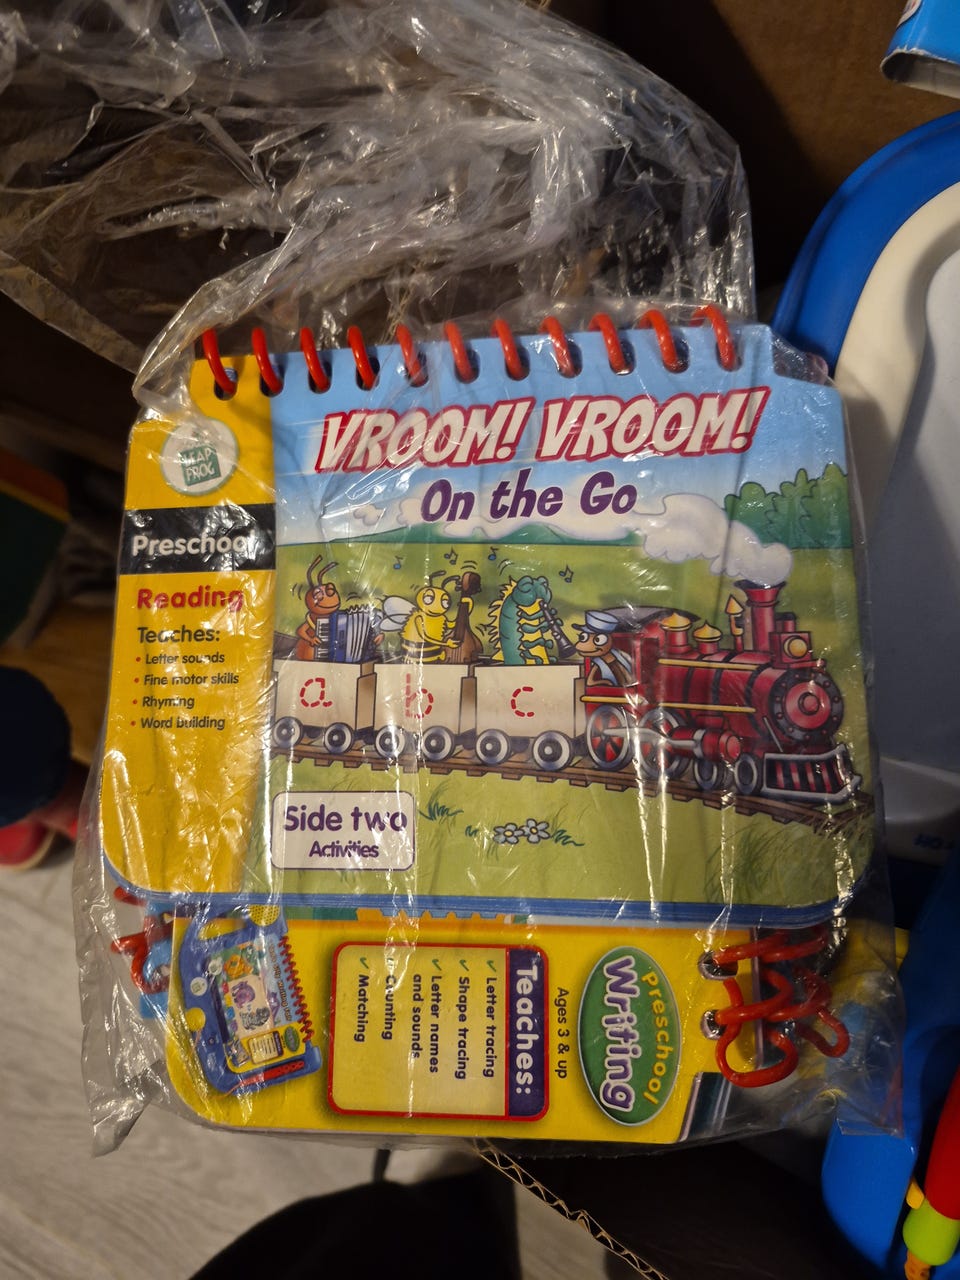 VROOM! VROOM!
On the Go
LEAP
FROG
Preschool
Reading
Teaches:
• Letter sounds
• Fine motor skills
• Rhyming
• Word building
a b c
Side two
Activities
Preschool
Writing
Ages 3 & up
Teaches:
✓ Letter tracing
✓ Shape tracing
✓ Letter names
and sounds
✓ Counting
✓ Matching